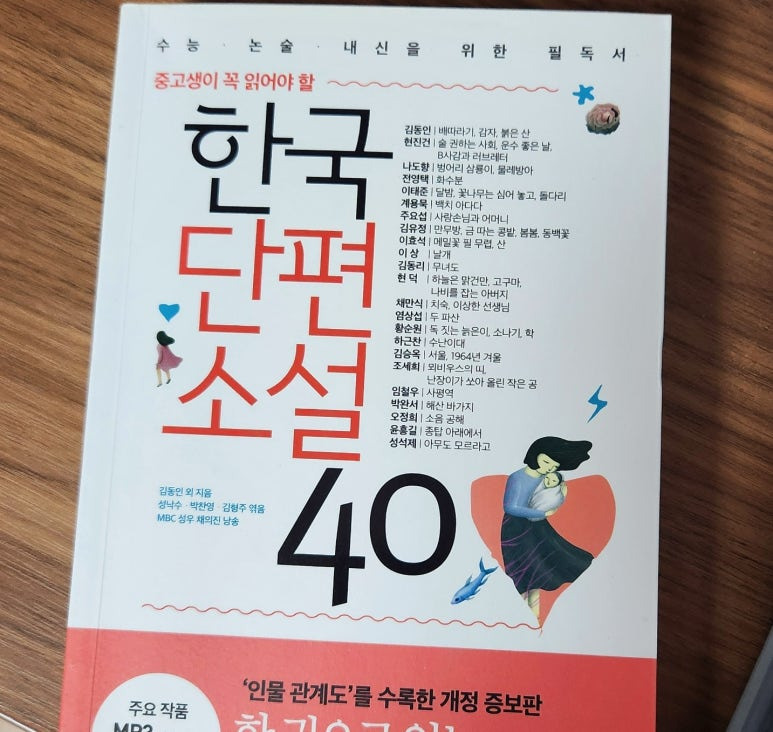 수능 · 논술 · 내신을 위한 필독서
중고생이 꼭 읽어야 할
한국
단편
소설
40
김동인 | 배따라기, 감자, 붉은 산
현진건 | 술 권하는 사회, 운수 좋은 날,
B사감과 러브레터
나도향 | 벙어리 삼룡이, 물레방아
전영택 | 화수분
이태준 | 달밤, 꽃나무는 심어 놓고, 돌다리
계용묵 | 백치 아다다
주요섭 | 사랑손님과 어머니
김유정 | 만무방, 금 따는 콩밭, 봄봄, 동백꽃
이효석 | 메밀꽃 필 무렵, 산
이 상 | 날개
김동리 | 무녀도
현 덕 | 하늘은 맑건만, 고구마,
나비를 잡는 아버지
채만식 | 치숙, 이상한 선생님
염상섭 | 두 파산
황순원 | 독 짓는 늙은이, 소나기, 학
하근찬 | 수난이대
김승옥 | 서울, 1964년 겨울
조세희 | 뫼비우스의 띠,
난장이가 쏘아 올린 작은 공
임철우 | 사평역
박완서 | 해산 바가지
오정희 | 소음 공해
윤흥길 | 종탑 아래에서
성석제 | 아무도 모르라고
김동인 외 지음
성낙수 · 박찬영 · 김형주 엮음
MBC 성우 채의진 낭송
'인물 관계도'를 수록한 개정 증보판
주요 작품
MP3